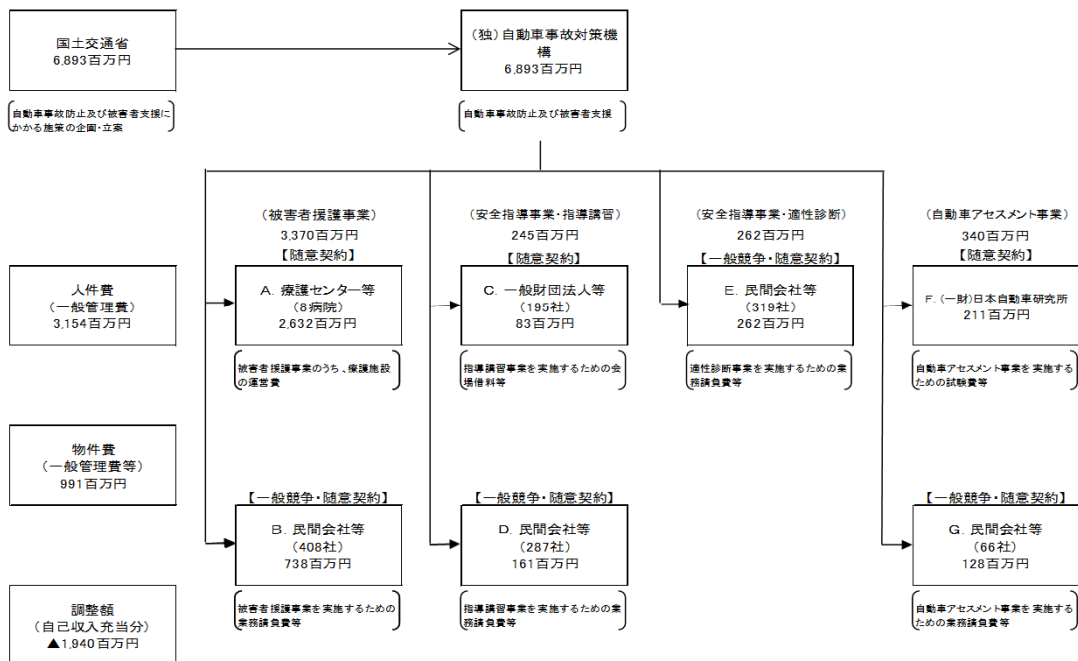 国土交通省
6,893百万円
自動車事故防止及び被害者支援に
かかる施策の企画・立案
(独)自動車事故対策機
構
6,893百万円
自動車事故防止及び被害者支援
(被害者援護事業)
3,370百万円
【随意契約】
(安全指導事業・指導講習)
245百万円
【随意契約】
(安全指導事業・適性診断)
262百万円
【一般競争・随意契約】
(自動車アセスメント事業)
340百万円
【随意契約】
人件費
(一般管理費)
3,154百万円
A. 療護センター等
(8病院)
2,632百万円
被害者援護事業のうち、療護施設
の運営費
C. 一般財団法人等
(195社)
83百万円
指導講習事業を実施するための会
場借料等
E. 民間会社等
(319社)
262百万円
適性診断事業を実施するための業
務請負費等
F. (一財)日本自動車研究所
211百万円
自動車アセスメント事業を実施する
ための試験費等
物件費
(一般管理費等)
991百万円
【一般競争・随意契約】
B. 民間会社等
(408社)
738百万円
被害者援護事業を実施するための
業務請負費等
【一般競争・随意契約】
D. 民間会社等
(287社)
161百万円
指導講習事業を実施するための業
務請負費等
【一般競争・随意契約】
G. 民間会社等
(66社)
128百万円
自動車アセスメント事業を実施する
ための業務請負費等
調整額
(自己収入充当分)
▲1,940百万円